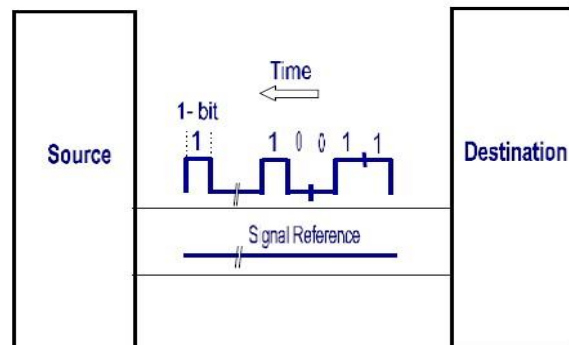 Time
1- bit
1 1 0 0 1 1
Source
Destination
Signal Reference